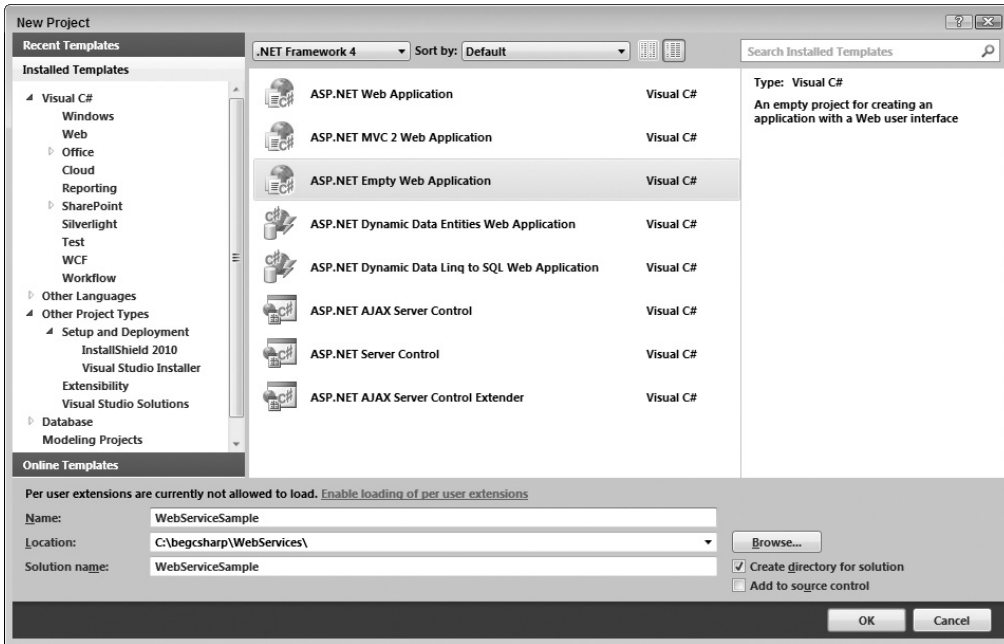 New Project
Recent Templates
Installed Templates
Visual C#
Windows
Web
Office
Cloud
Reporting
SharePoint
Silverlight
Test
WCF
Workflow
Other Languages
Other Project Types
Setup and Deployment
InstallShield 2010
Visual Studio Installer
Extensibility
Visual Studio Solutions
Database
Modeling Projects
Online Templates
.NET Framework 4 Sort by: Default
ASP.NET Web Application Visual C#
ASP.NET MVC 2 Web Application Visual C#
ASP.NET Empty Web Application Visual C#
ASP.NET Dynamic Data Entities Web Application Visual C#
ASP.NET Dynamic Data Linq to SQL Web Application Visual C#
ASP.NET AJAX Server Control Visual C#
ASP.NET Server Control Visual C#
ASP.NET AJAX Server Control Extender Visual C#
Search Installed Templates
Type: Visual C#
An empty project for creating an
application with a Web user interface
Per user extensions are currently not allowed to load. Enable loading of per user extensions
Name: WebServiceSample
Location: C:\begcsharp\WebServices\ Browse...
Solution name: WebServiceSample
Create directory for solution
Add to source control
OK Cancel